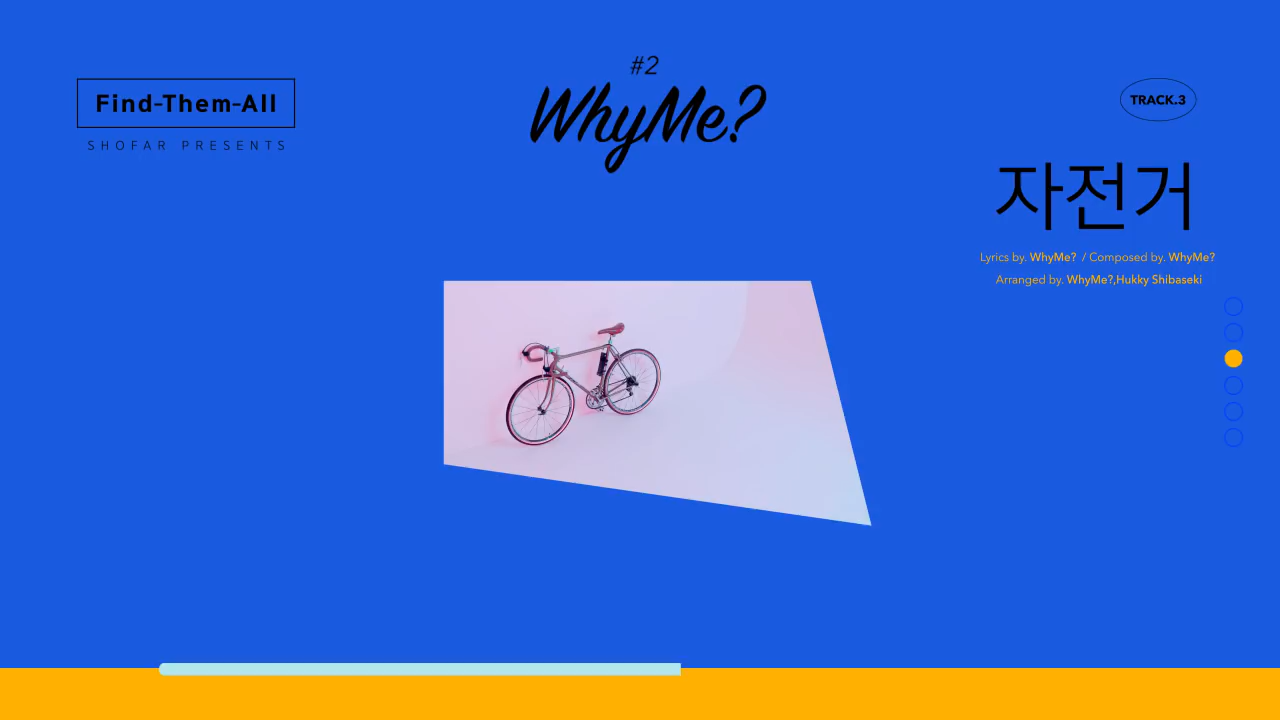 Find-Them-All
SHOFAR PRESENTS
#2
WhyMe?
TRACK.3
자전거
Lyrics by. WhyMe? / Composed by. WhyMe?
Arranged by. WhyMe?,Hukky Shibaseki